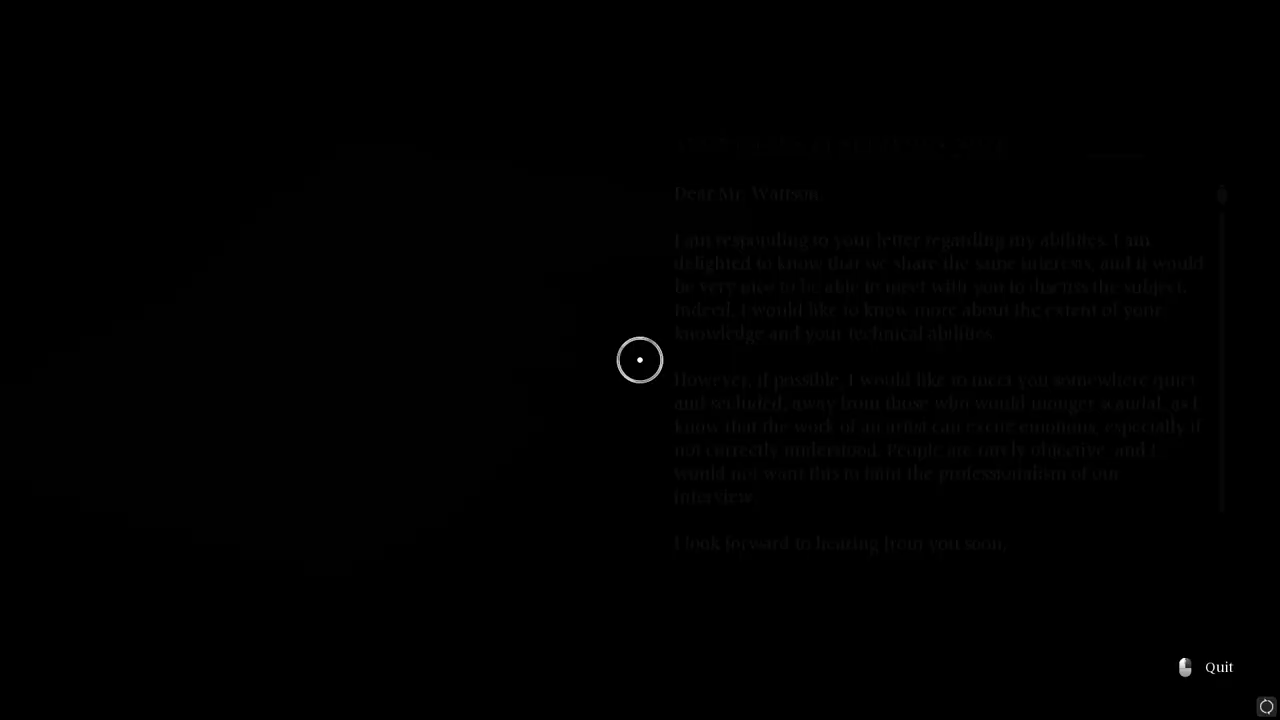 Dear Mr. Wattson,
I am responding to your letter regarding my abilities. I am
delighted to know that we share the same interests, and it would
be very nice to be able to meet with you to discuss the subject.
Indeed, I would like to know more about the extent of your
knowledge and your technical abilities.
However, if possible, I would like to meet you somewhere quiet
and secluded, away from those who would monger scandal, as I
know that the work of an artist can excite emotions, especially if
not correctly understood. People are rarely objective, and I
would not want this to taint the professionalism of our
interview.
I look forward to hearing from you soon,
Quit